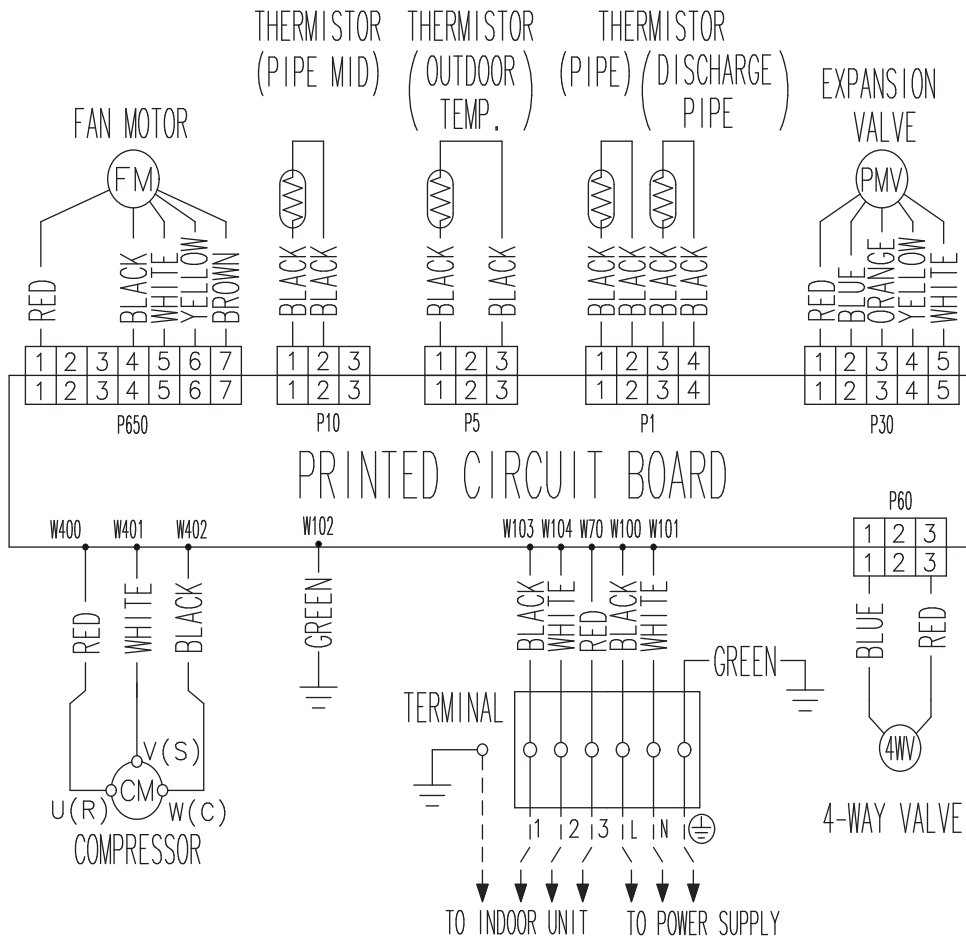 THERMISTOR THERMISTOR THERMISTOR
(PIPE MID) (OUTDOOR TEMP.) (PIPE) (DISCHARGE PIPE)
EXPANSION
VALVE
FAN MOTOR
FM
PMV
RED BLACK WHITE YELLOW BROWN
BLACK BLACK
BLACK BLACK
BLACK BLACK BLACK BLACK
RED BLUE ORANGE YELLOW WHITE
1 2 3 4 5 6 7 1 2 3 1 2 3 1 2 3 4 1 2 3 4 5
1 2 3 4 5 6 7 1 2 3 1 2 3 1 2 3 4 1 2 3 4 5
P650 P10 P5 P1 P30
PRINTED CIRCUIT BOARD
P60
W400 W401 W402 W102 W103 W104 W70 W100 W101
1 2 3
1 2 3
RED WHITE BLACK GREEN BLACK WHITE RED BLACK WHITE BLUE RED
GREEN
TERMINAL
V(S)
4WV
CM
U(R) W(C)
COMPRESSOR
4-WAY VALVE
1 2 3 L N
TO INDOOR UNIT TO POWER SUPPLY